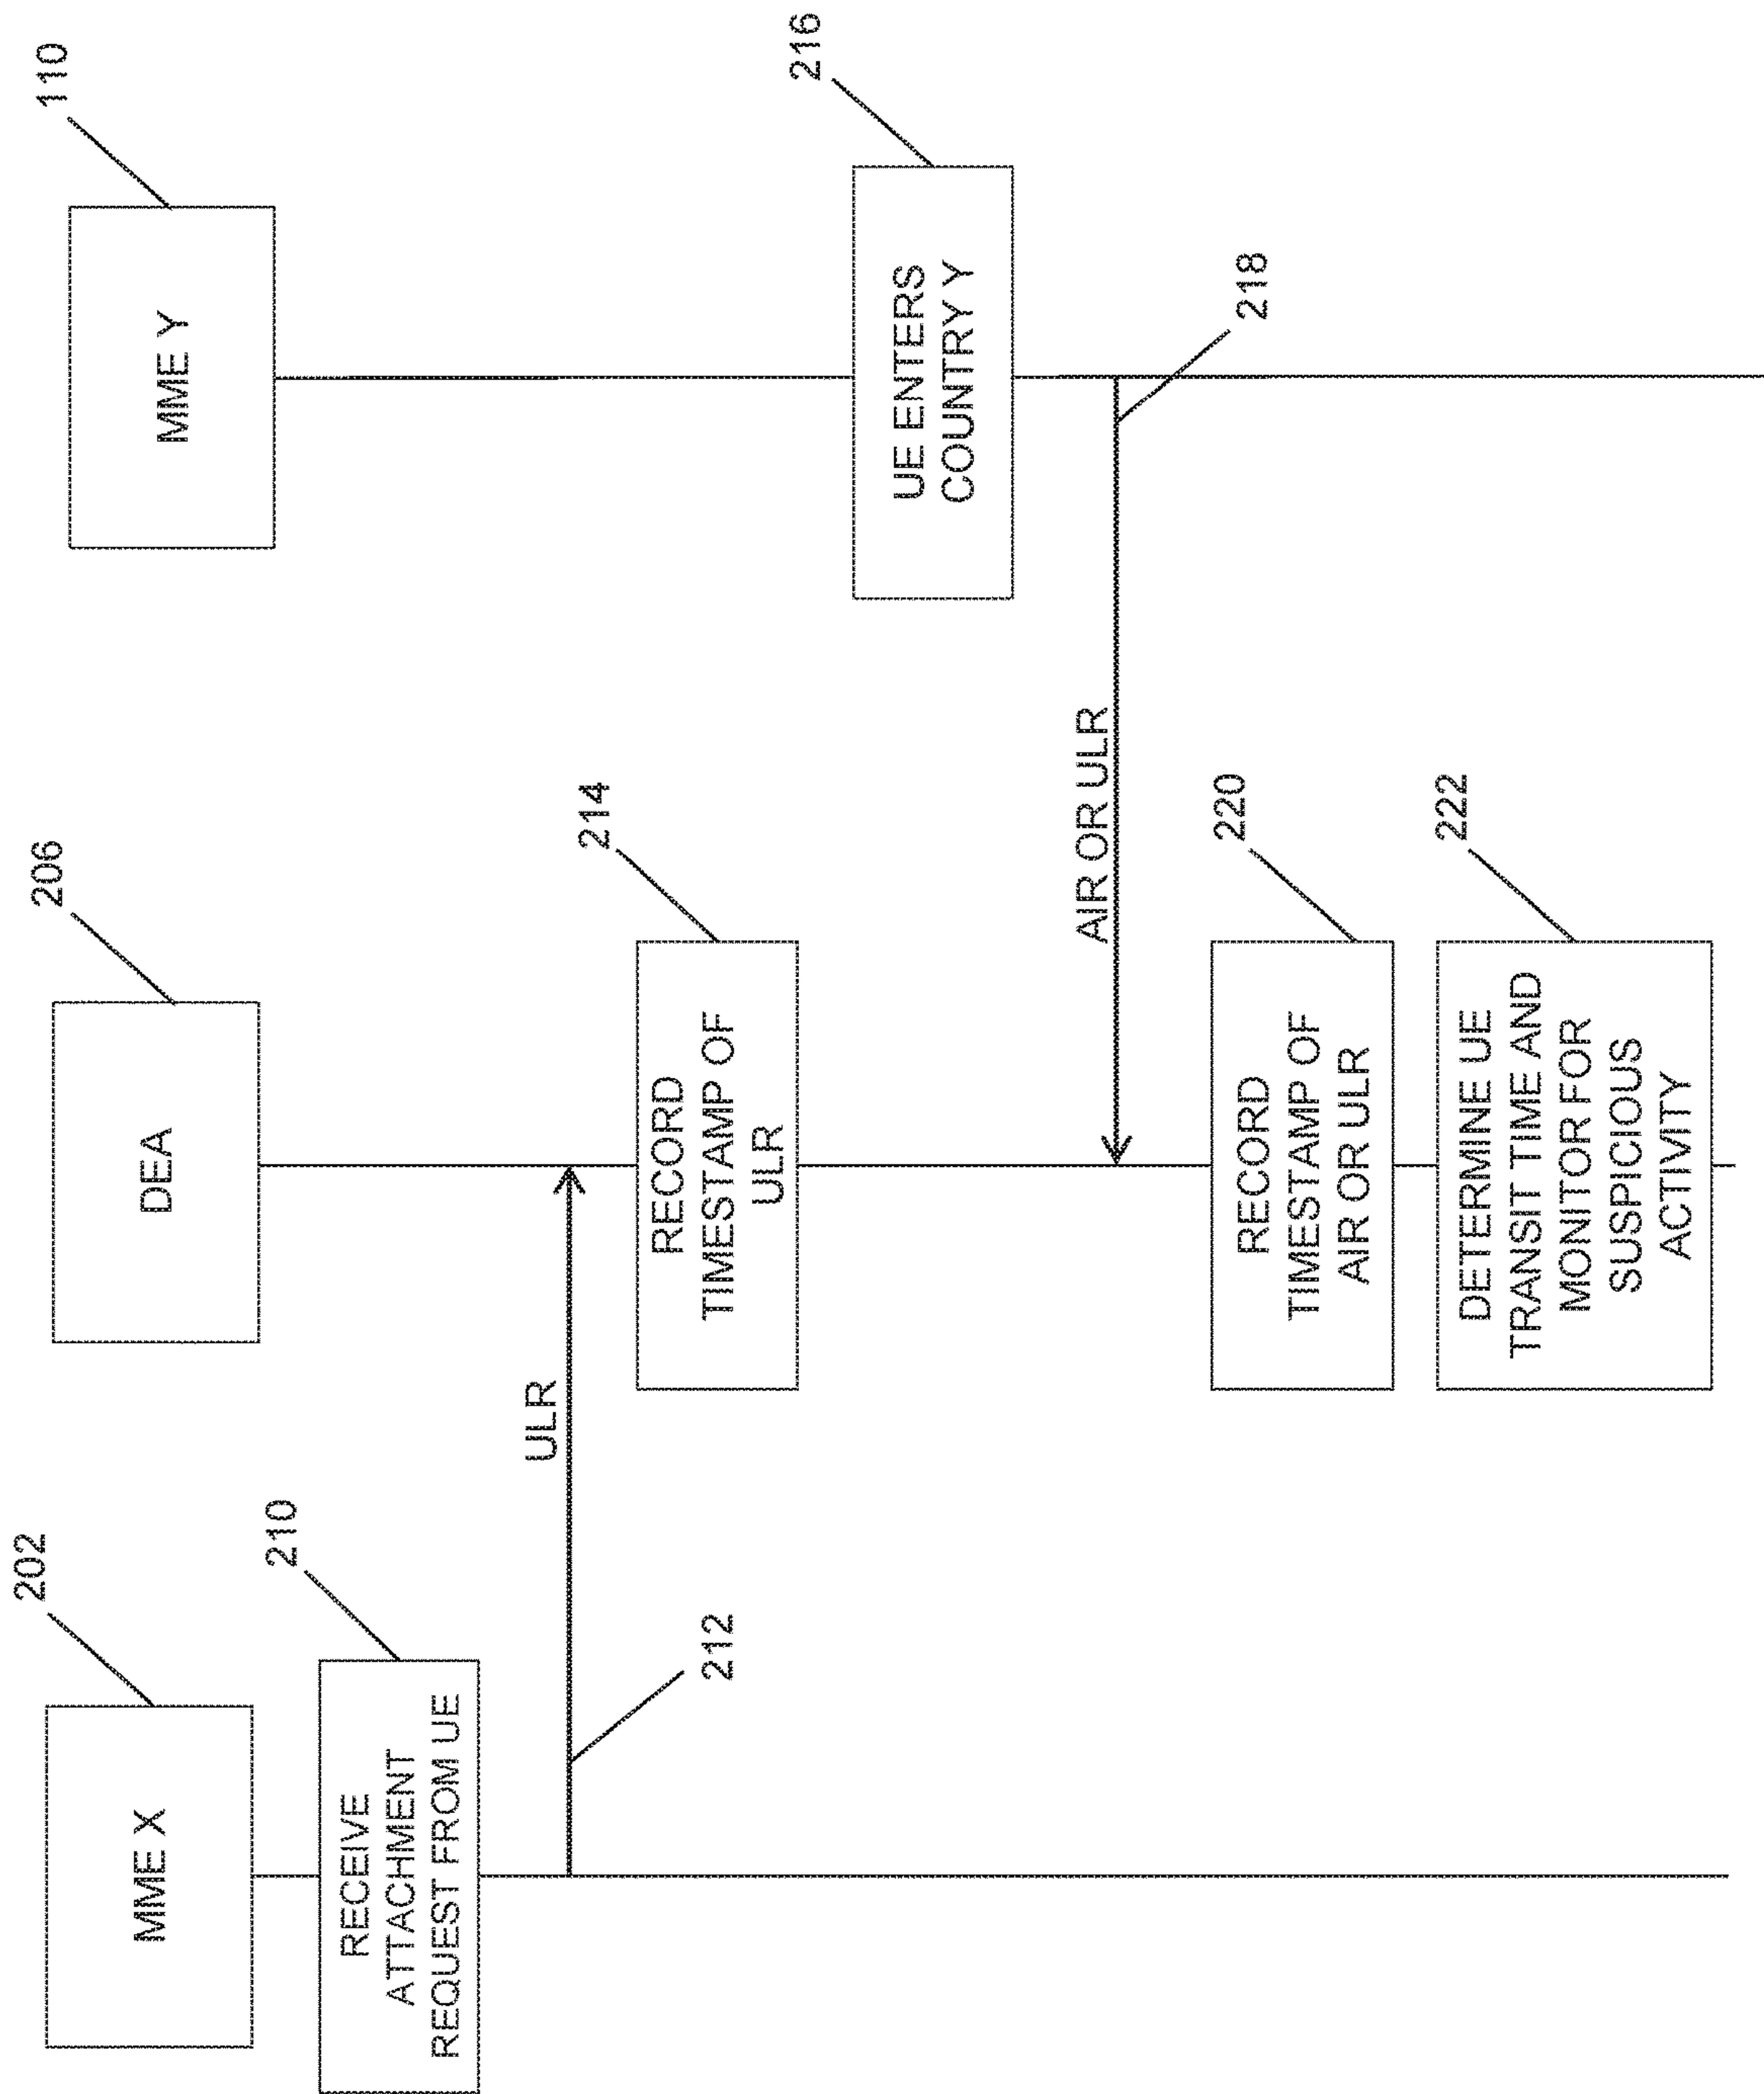 202
MME X
206
DEA
110
MME Y
210
RECEIVE
ATTACHMENT
REQUEST FROM UE
ULR
212
214
RECORD
TIMESTAMP OF
ULR
216
UE ENTERS
COUNTRY Y
AIR OR ULR
218
220
RECORD
TIMESTAMP OF
AIR OR ULR
222
DETERMINE UE
TRANSIT TIME AND
MONITOR FOR
SUSPICIOUS
ACTIVITY